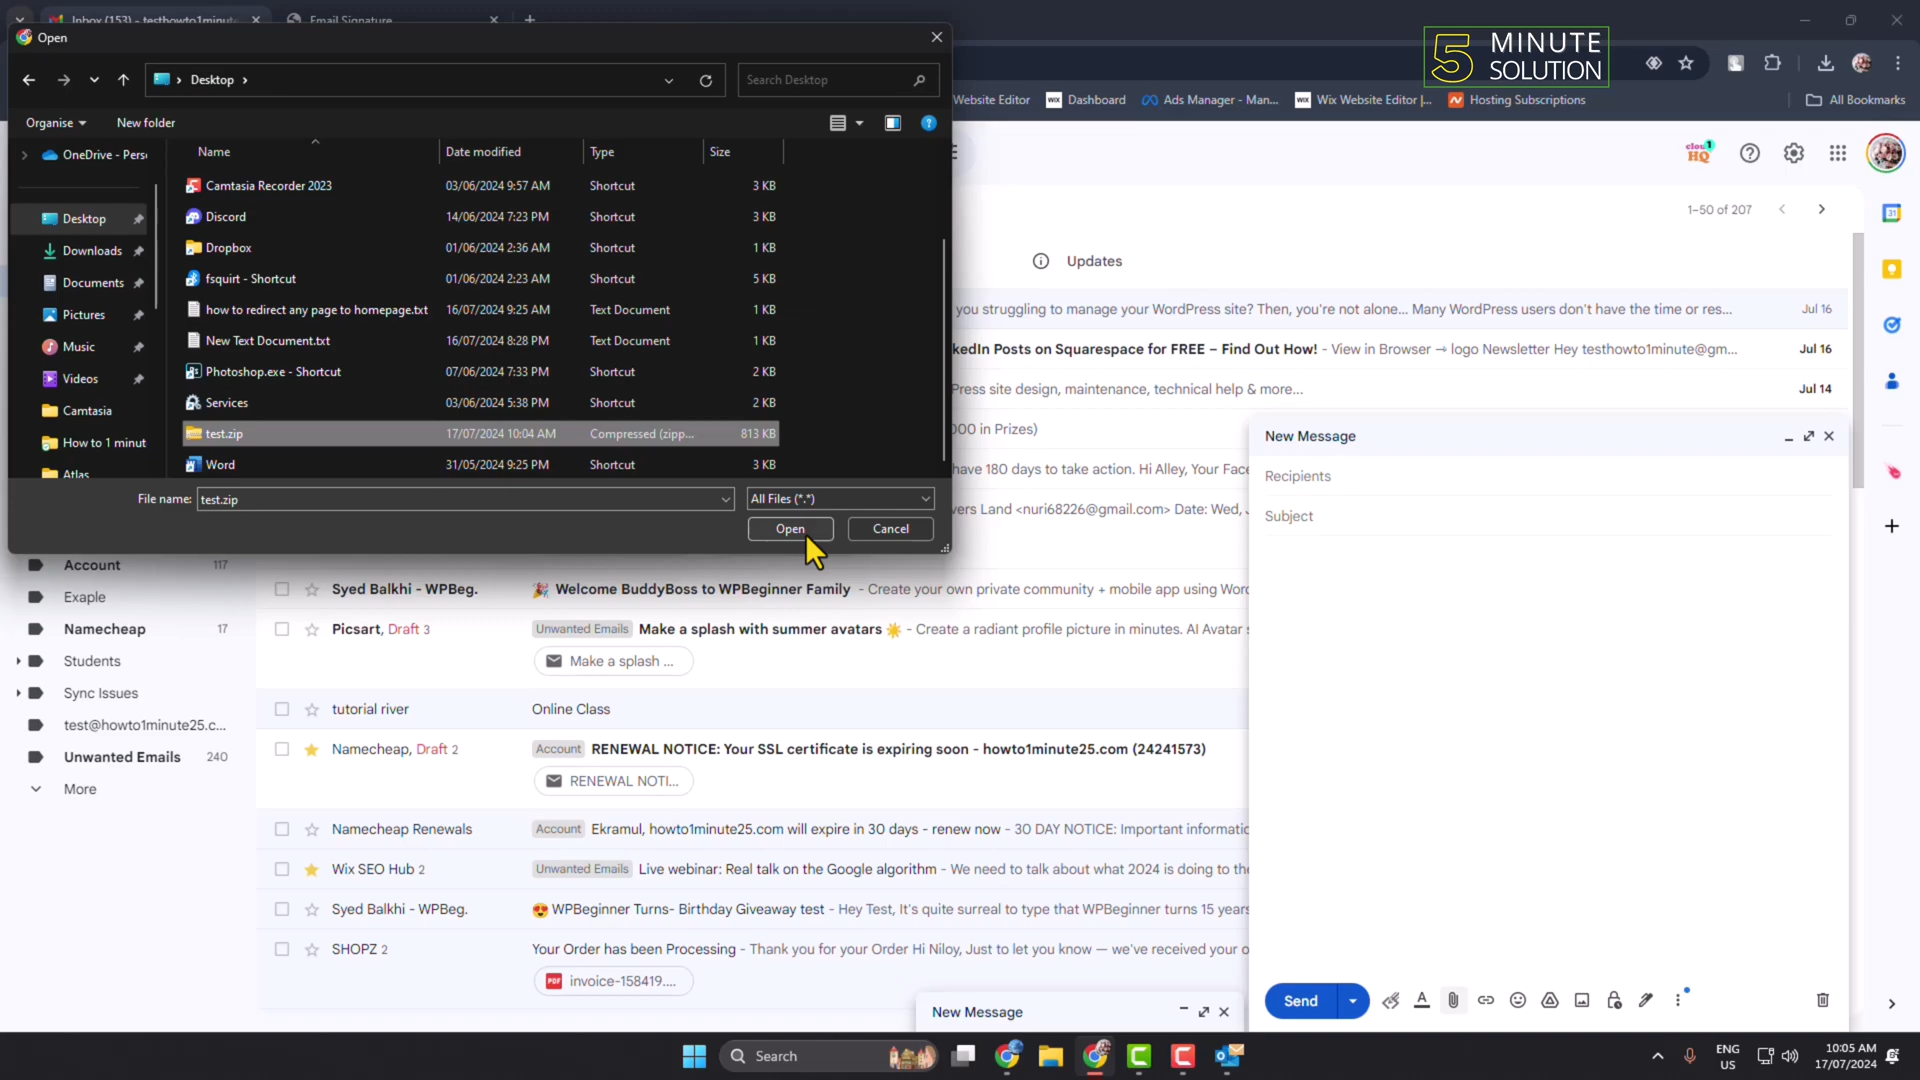 Inbox (153) - testhowto1minut
Email Signature
Open
5 MINUTE
SOLUTION
Desktop
Search Desktop
Website Editor
Dashboard
Ads Manager - Man...
Wix Website Editor |...
Hosting Subscriptions
All Bookmarks
Organise
New folder
Name
Date modified
Type
Size
OneDrive - Pers
Desktop
Downloads
Documents
Pictures
Music
Videos
Camtasia
How to 1 minut
Atlas
Camtasia Recorder 2023 03/06/2024 9:57 AM Shortcut 3 KB
Discord 14/06/2024 7:23 PM Shortcut 3 KB
Dropbox 01/06/2024 2:36 AM Shortcut 1 KB
fsquirt - Shortcut 01/06/2024 2:23 AM Shortcut 5 KB
how to redirect any page to homepage.txt 16/07/2024 9:25 AM Text Document 1 KB
New Text Document.txt 16/07/2024 8:28 PM Text Document 1 KB
Photoshop.exe - Shortcut 07/06/2024 7:33 PM Shortcut 2 KB
Services 03/06/2024 5:38 PM Shortcut 2 KB
test.zip 17/07/2024 10:04 AM Compressed (zipp... 813 KB
Word 31/05/2024 9:25 PM Shortcut 3 KB
File name: test.zip
All Files (*.*)
Open
Cancel
cloud HQ 1
1–50 of 207
31
Updates
you struggling to manage your WordPress site? Then, you're not alone... Many WordPress users don't have the time or res... Jul 16
kedIn Posts on Squarespace for FREE – Find Out How! - View in Browser → logo Newsletter Hey testhowto1minute@gm... Jul 16
Press site design, maintenance, technical help & more... Jul 14
000 in Prizes)
have 180 days to take action. Hi Alley, Your Face
vers Land <nuri68226@gmail.com> Date: Wed,
New Message
Recipients
Subject
Account 117
Exaple
Namecheap 17
Students
Sync Issues
test@howto1minute25.c...
Unwanted Emails 240
More
Syed Balkhi - WPBeg. 🎉 Welcome BuddyBoss to WPBeginner Family - Create your own private community + mobile app using Word
Picsart, Draft 3 Unwanted Emails Make a splash with summer avatars ☀️ - Create a radiant profile picture in minutes. AI Avatar s
Make a splash ...
tutorial river Online Class
Namecheap, Draft 2 Account RENEWAL NOTICE: Your SSL certificate is expiring soon - howto1minute25.com (24241573)
RENEWAL NOTI...
Namecheap Renewals Account Ekramul, howto1minute25.com will expire in 30 days - renew now - 30 DAY NOTICE: Important informatio
Wix SEO Hub 2 Unwanted Emails Live webinar: Real talk on the Google algorithm - We need to talk about what 2024 is doing to the
Syed Balkhi - WPBeg. 😍 WPBeginner Turns- Birthday Giveaway test - Hey Test, It's quite surreal to type that WPBeginner turns 15 years
SHOPZ 2 Your Order has been Processing - Thank you for your Order Hi Niloy, Just to let you know — we've received your o
PDF invoice-158419....
New Message
Send
Search
ENG
US
10:05 AM
17/07/2024